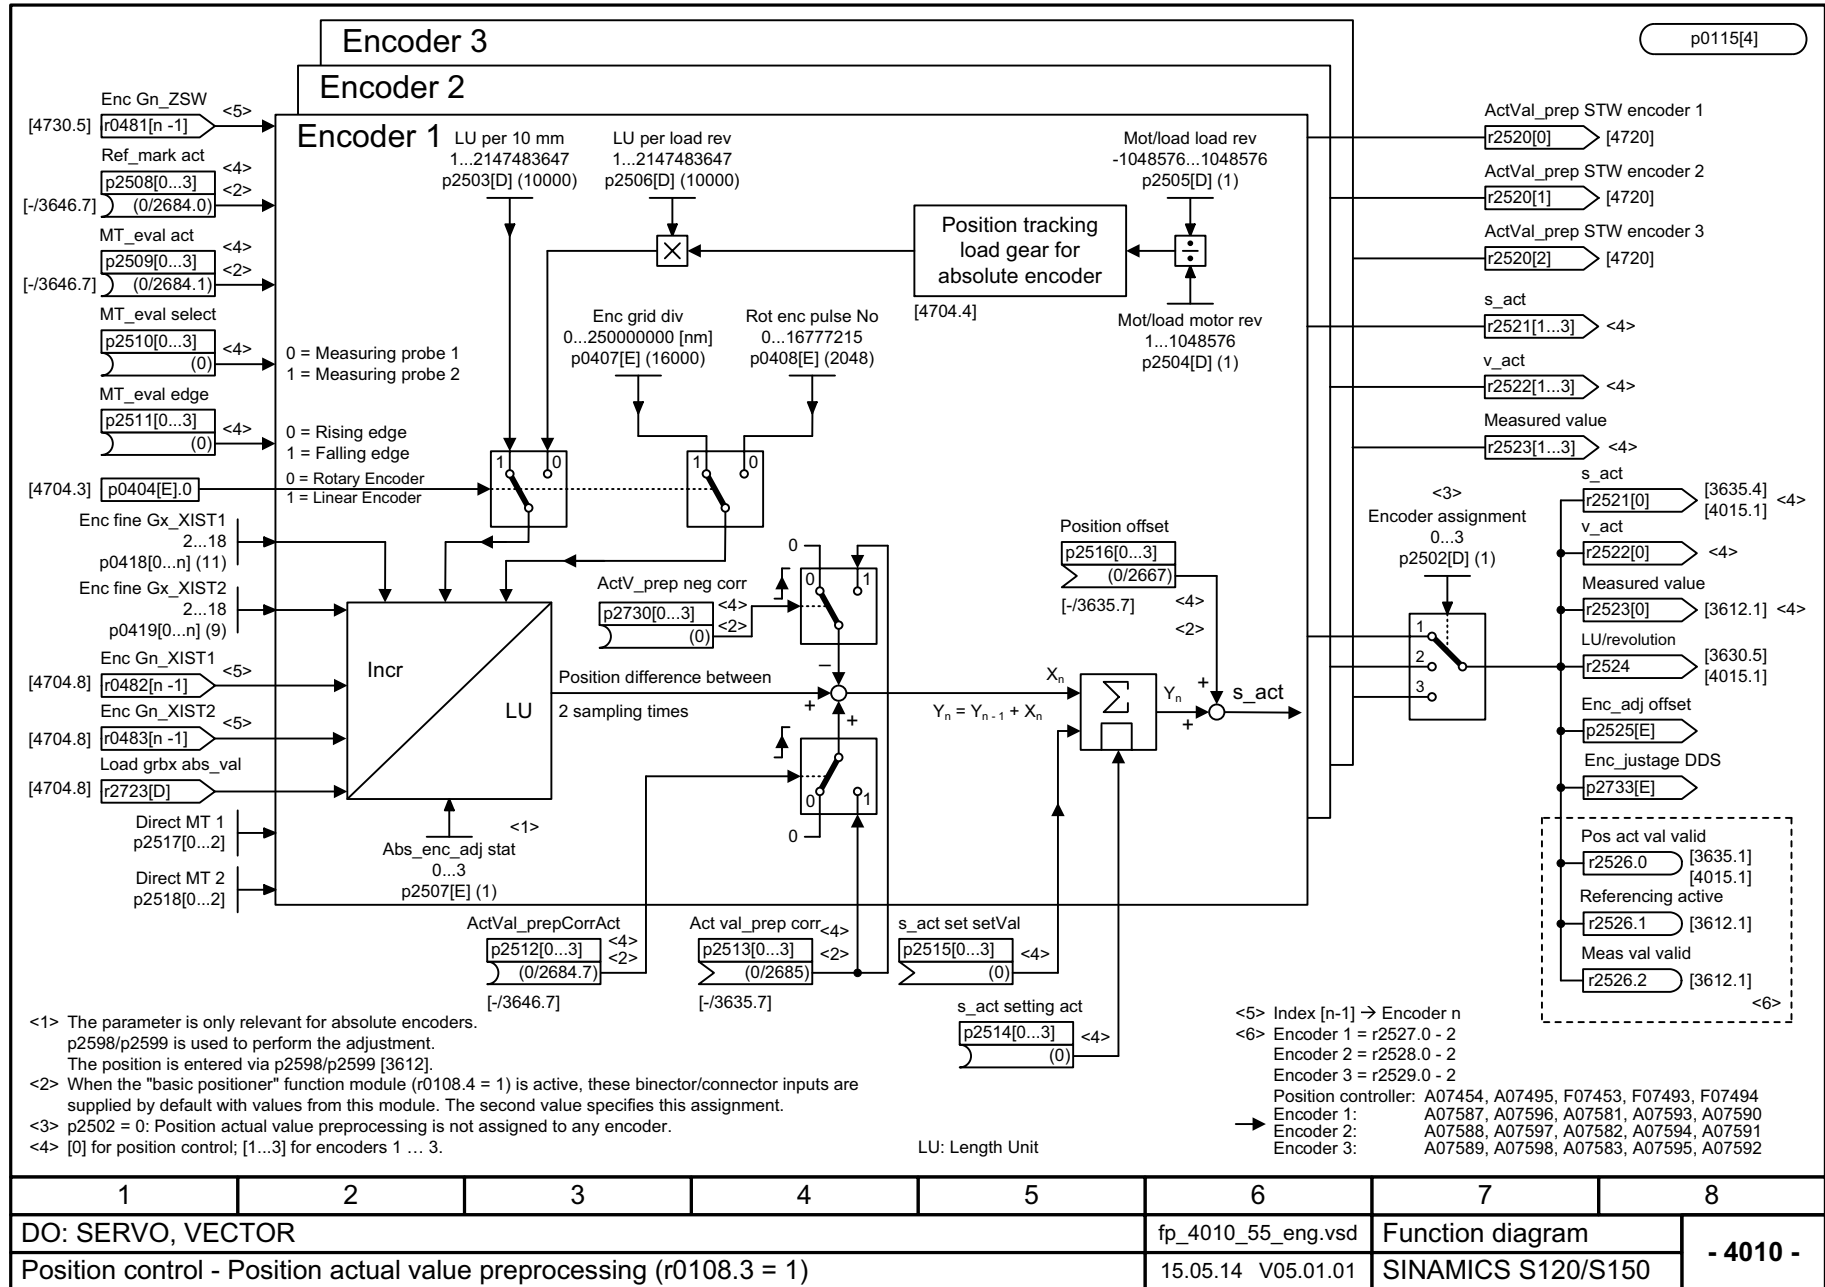 Encoder 3
p0115[4]
Encoder 2
Encoder 1
Enc Gn_ZSW
<5>
[4730.5] r0481[n -1]
Ref_mark act
<4>
p2508[0...3]
<2>
[-/3646.7] (0/2684.0)
MT_eval act
<4>
p2509[0...3]
<2>
[-/3646.7] (0/2684.1)
MT_eval select
p2510[0...3]
<4>
(0)
0 = Measuring probe 1
1 = Measuring probe 2
MT_eval edge
p2511[0...3]
<4>
(0)
0 = Rising edge
1 = Falling edge
[4704.3] p0404[E].0
0 = Rotary Encoder
1 = Linear Encoder
Enc fine Gx_XIST1
2...18
p0418[0...n] (11)
Enc fine Gx_XIST2
2...18
p0419[0...n] (9)
Enc Gn_XIST1
<5>
[4704.8] r0482[n -1]
Enc Gn_XIST2
<5>
[4704.8] r0483[n -1]
Load grbx abs_val
[4704.8] r2723[D]
Direct MT 1
p2517[0...2]
Direct MT 2
p2518[0...2]
LU per 10 mm
1...2147483647
p2503[D] (10000)
LU per load rev
1...2147483647
p2506[D] (10000)
×
Position tracking
load gear for
absolute encoder
[4704.4]
Mot/load load rev
-1048576...1048576
p2505[D] (1)
÷
Mot/load motor rev
1...1048576
p2504[D] (1)
Enc grid div
0...250000000 [nm]
p0407[E] (16000)
Rot enc pulse No
0...16777215
p0408[E] (2048)
1 0
1 0
Incr
LU
Abs_enc_adj stat
<1>
0...3
p2507[E] (1)
ActV_prep neg corr
p2730[0...3]
<4>
<2>
(0)
0
0 1
Position difference between
2 sampling times
–
+
+
0 1
0
Xn
Yn = Yn - 1 + Xn
Σ
Yn
+
+
s_act
Position offset
p2516[0...3]
(0/2667)
[-/3635.7]
<4>
<2>
ActVal_prepCorrAct
p2512[0...3]
<4>
<2>
(0/2684.7)
[-/3646.7]
Act val_prep corr
<4>
p2513[0...3]
<2>
(0/2685)
[-/3635.7]
s_act set setVal
p2515[0...3]
<4>
(0)
s_act setting act
p2514[0...3]
<4>
(0)
ActVal_prep STW encoder 1
r2520[0] [4720]
ActVal_prep STW encoder 2
r2520[1] [4720]
ActVal_prep STW encoder 3
r2520[2] [4720]
s_act
r2521[1...3] <4>
v_act
r2522[1...3] <4>
Measured value
r2523[1...3] <4>
<3>
Encoder assignment
0...3
p2502[D] (1)
1
2
3
s_act
r2521[0] [3635.4] <4>
[4015.1]
v_act
r2522[0] <4>
Measured value
r2523[0] [3612.1] <4>
LU/revolution
r2524 [3630.5]
[4015.1]
Enc_adj offset
p2525[E]
Enc_justage DDS
p2733[E]
Pos act val valid
r2526.0 [3635.1]
[4015.1]
Referencing active
r2526.1 [3612.1]
Meas val valid
r2526.2 [3612.1]
<6>
<1> The parameter is only relevant for absolute encoders.
p2598/p2599 is used to perform the adjustment.
The position is entered via p2598/p2599 [3612].
<2> When the "basic positioner" function module (r0108.4 = 1) is active, these binector/connector inputs are
supplied by default with values from this module. The second value specifies this assignment.
<3> p2502 = 0: Position actual value preprocessing is not assigned to any encoder.
<4> [0] for position control; [1...3] for encoders 1 … 3.
LU: Length Unit
<5> Index [n-1] → Encoder n
<6> Encoder 1 = r2527.0 - 2
Encoder 2 = r2528.0 - 2
Encoder 3 = r2529.0 - 2
Position controller: A07454, A07495, F07453, F07493, F07494
Encoder 1: A07587, A07596, A07581, A07593, A07590
Encoder 2: A07588, A07597, A07582, A07594, A07591
Encoder 3: A07589, A07598, A07583, A07595, A07592
1 2 3 4 5 6 7 8
DO: SERVO, VECTOR
fp_4010_55_eng.vsd
Function diagram
- 4010 -
Position control - Position actual value preprocessing (r0108.3 = 1)
15.05.14 V05.01.01
SINAMICS S120/S150